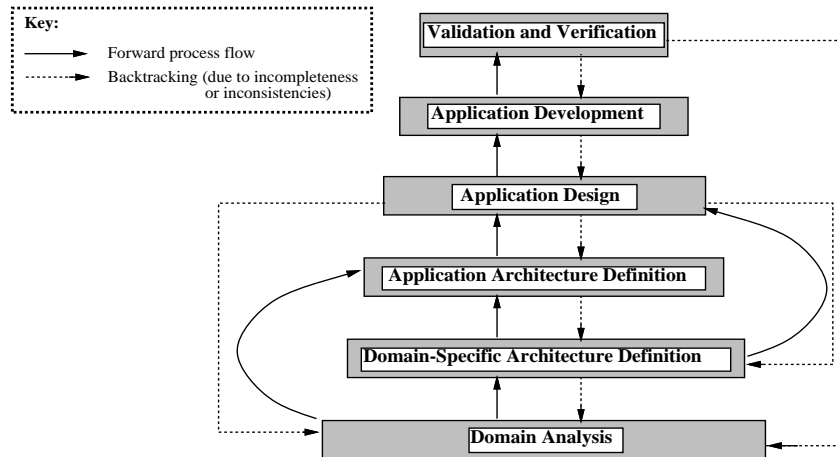 Key:
Forward process flow
Backtracking (due to incompleteness
or inconsistencies)
Validation and Verification
Application Development
Application Design
Application Architecture Definition
Domain-Specific Architecture Definition
Domain Analysis